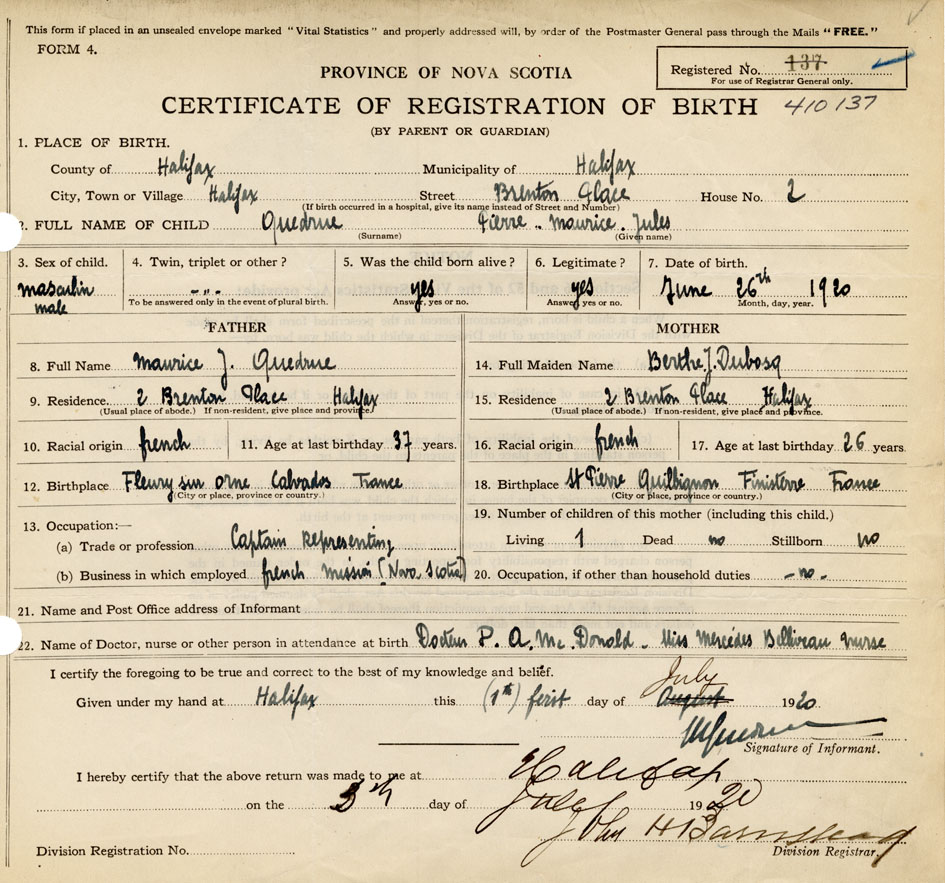 This form if placed in an unsealed envelope marked "Vital Statistics" and properly addressed will, by order of the Postmaster General pass through the Mails "FREE."
FORM 4.
PROVINCE OF NOVA SCOTIA
Registered No. 137
For use of Registrar General only.
CERTIFICATE OF REGISTRATION OF BIRTH 410137
(BY PARENT OR GUARDIAN)
1. PLACE OF BIRTH.
County of Halifax Municipality of Halifax
City, Town or Village Halifax Street Brenton Place House No. 2
(If birth occurred in a hospital, give its name instead of Street and Number)
2. FULL NAME OF CHILD Quedrue Pierre .. Maurice. Jules
(Surname) (Given name)
3. Sex of child. 4. Twin, triplet or other? 5. Was the child born alive? 6. Legitimate? 7. Date of birth.
masculin -"- yes yes June 26th 1920
male To be answered only in the event of plural birth. Answer, yes or no. Answer, yes or no. Month, day, year.
FATHER MOTHER
8. Full Name Maurice J. Quedrue 14. Full Maiden Name Berthe J. Dubosq
9. Residence. 2 Brenton Place Halifax 15. Residence 2 Brenton Place Halifax
(Usual place of abode.) If non-resident, give place and province. (Usual place of abode.) If non-resident, give place and province.
10. Racial origin french 11. Age at last birthday 37 years. 16. Racial origin french 17. Age at last birthday 26 years
12. Birthplace Fleury sur orne Calvados France 18. Birthplace St Pierre Quilbignon Finisterre France
(City or place, province or country.) (City or place, province or country.)
13. Occupation:— 19. Number of children of this mother (including this child.)
(a) Trade or profession Captain representing Living 1 Dead no Stillborn no
(b) Business in which employed french mission (Nova. Scotia) 20. Occupation, if other than household duties -no-
21. Name and Post Office address of Informant
22. Name of Doctor, nurse or other person in attendance at birth Docteur P. A. Mc. Donald. Miss Mercédes Belliveau nurse
I certify the foregoing to be true and correct to the best of my knowledge and belief.
July
Given under my hand at Halifax this (1th) first day of August 1920
Signature of Informant.
I hereby certify that the above return was made to me at Halifax
on the 5th day of July 1920
John H Barnstead
Division Registration No. Division Registrar.